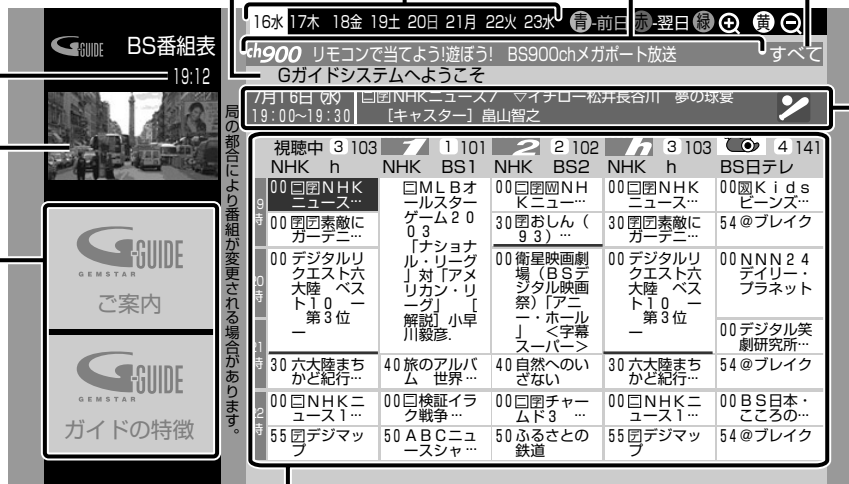 16水 17木 18金 19土 20日 21月 22火 23水 青-前日 赤-翌日 緑 黄
G-GUIDE BS番組表
19:12
ch900 リモコンで当てよう!遊ぼう! BS900chメガポート放送 すべて
Gガイドシステムへようこそ
7月16日(水) 字NHKニュース7 ▽イチロー松井長谷川 夢の球宴
19:00~19:30 [キャスター] 畠山智之
局の都合により番組が変更される場合があります。
視聴中 3 103 1 1 101 2 2 102 h 3 103 4 141
NHK h NHK BS1 NHK BS2 NHK h BS日テレ
9時
00 二字NHK
ニュース…
00 字デ素敵に
ガーデニ…
二MLBオ
ールスター
ゲーム20
03
「ナショナ
ル・リーグ
」対「アメ
リカン・リ
ーグ」 [
解説] 小早
川毅彦.
00 二字WNH
Kニュー…
30 字おしん(
93)…
00 二字NHK
ニュース…
30 字デ素敵に
ガーデニ…
00 双Kids
ビーンズ…
54 @ブレイク
20時
00 デジタルリ
クエスト六
大陸 ベス
ト10 ー
第3位
ー
00 衛星映画劇
場(BSデ
ジタル映画
祭)「アニ
ー・ホール
」 <字幕
スーパー>
00 デジタルリ
クエスト六
大陸 ベス
ト10 ー
第3位
ー
00 NNN24
デイリー・
プラネット
00 デジタル笑
劇研究所…
21時
30 六大陸まち
かど紀行…
40 旅のアルバ
ム 世界…
40 自然へのい
ざない
30 六大陸まち
かど紀行…
54 @ブレイク
22時
00 二NHKニ
ュース1…
00 二検証イラ
ク戦争…
00 二字チャー
ムド3 …
00 二NHKニ
ュース1…
00 BS日本・
こころの…
55 デデジマッ
プ
50 ABCニュ
ースシャ…
50 ふるさとの
鉄道
55 デデジマッ
プ
54 @ブレイク
G-GUIDE
GEMSTAR
ご案内
G-GUIDE
GEMSTAR
ガイドの特徴